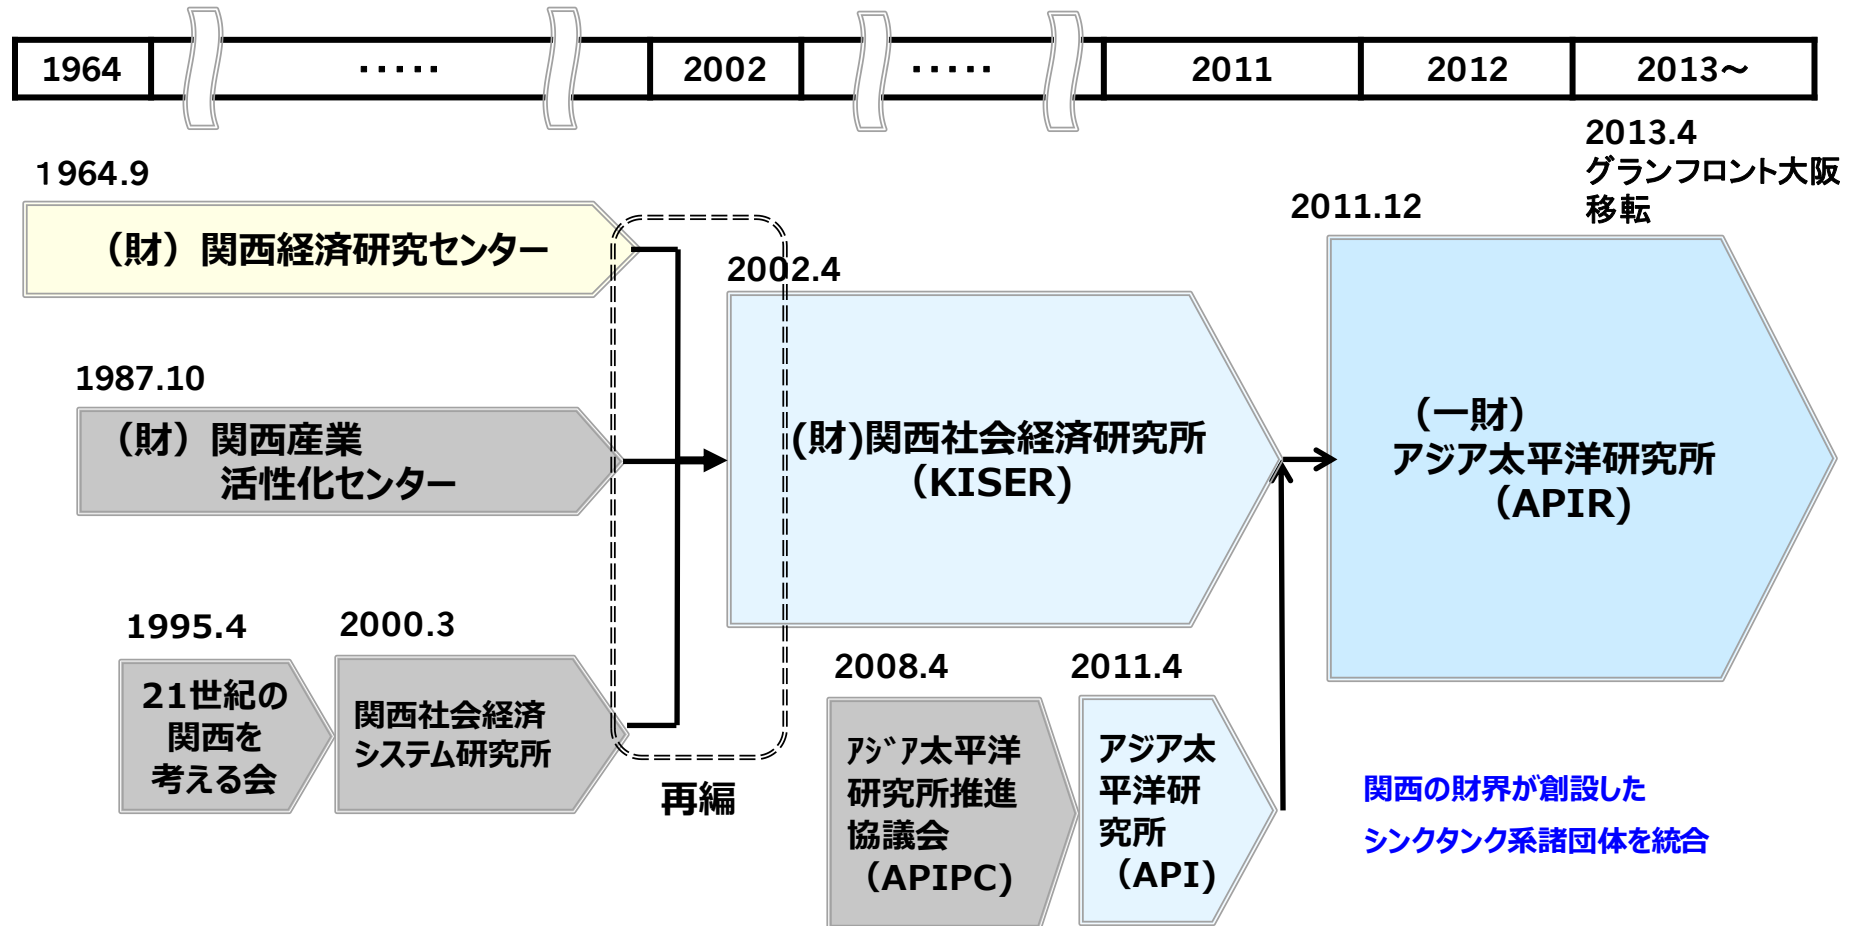 1964
・・・・・
2002
・・・・・
2011
2012
2013～
2013.4
グランフロント大阪
移転
1964.9
（財）関西経済研究センター
2011.12
2002.4
1987.10
（財）関西産業
活性化センター
(財)関西社会経済研究所
（KISER)
（一財）
アジア太平洋研究所
（APIR)
1995.4
21世紀の
関西を
考える会
2000.3
関西社会経済
システム研究所
再編
2008.4
ｱｼﾞｱ太平洋
研究所推進
協議会
（APIPC)
2011.4
アジア太
平洋研
究所
（API)
関西の財界が創設した
シンクタンク系諸団体を統合